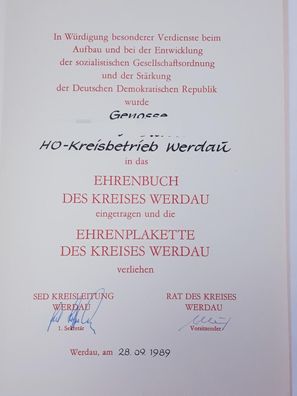 In Würdigung besonderer Verdienste beim
Aufbau und bei der Entwicklung
der sozialistischen Gesellschaftsordnung
und der Stärkung
der Deutschen Demokratischen Republik
wurde
Genosse
HO-Kreisbetrieb Werdau
in das
EHRENBUCH
DES KREISES WERDAU
eingetragen und die
EHRENPLAKETTE
DES KREISES WERDAU
verliehen
SED KREISLEITUNG
WERDAU
1. Sekretär
RAT DES KREISES
WERDAU
Vorsitzender
Werdau, am 28.09.1989